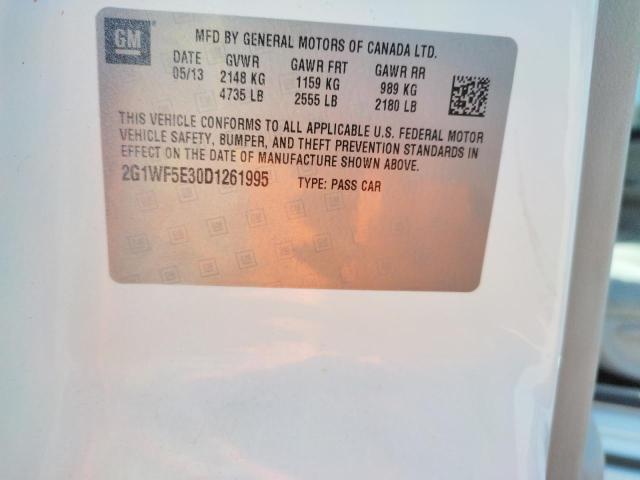 GM
MFD BY GENERAL MOTORS OF CANADA LTD.
DATE GVWR GAWR FRT GAWR RR
05/13 2148 KG 1159 KG 989 KG
4735 LB 2555 LB 2180 LB
THIS VEHICLE CONFORMS TO ALL APPLICABLE U.S. FEDERAL MOTOR
VEHICLE SAFETY, BUMPER, AND THEFT PREVENTION STANDARDS IN
EFFECT ON THE DATE OF MANUFACTURE SHOWN ABOVE.
2G1WF5E30D1261995 TYPE: PASS CAR